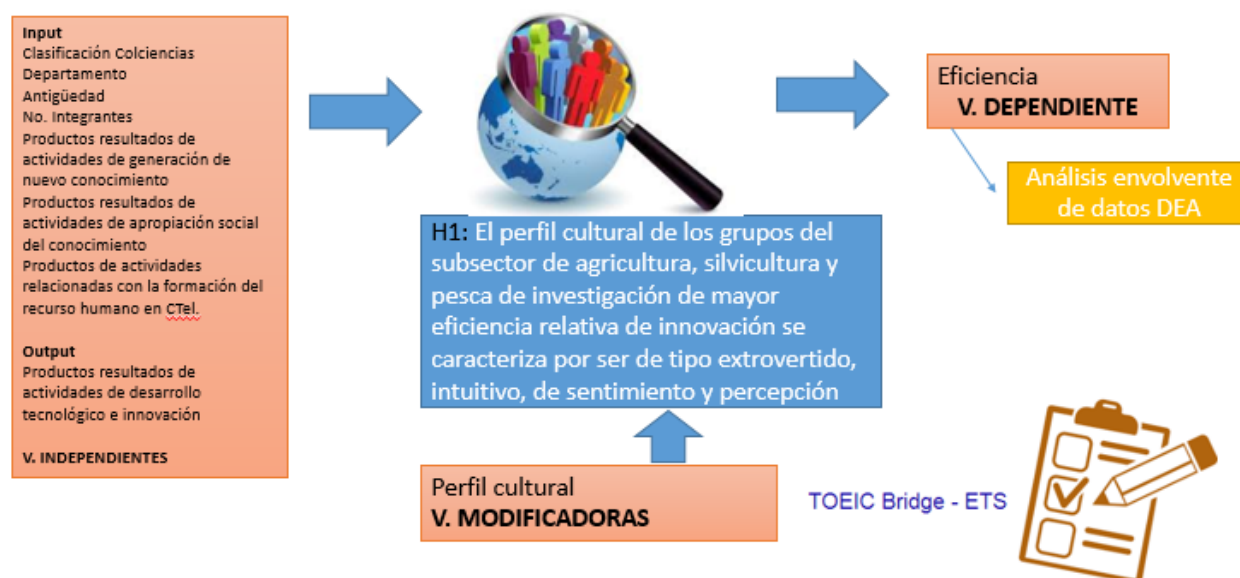 Input
Clasificación Colciencias
Departamento
Antigüedad
No. Integrantes
Productos resultados de
actividades de generación de
nuevo conocimiento
Productos resultados de
actividades de apropiación social
del conocimiento
Productos de actividades
relacionadas con la formación del
recurso humano en CTel.
Output
Productos resultados de
actividades de desarrollo
tecnológico e innovación
V. INDEPENDIENTES
H1: El perfil cultural de los grupos del
subsector de agricultura, silvicultura y
pesca de investigación de mayor
eficiencia relativa de innovación se
caracteriza por ser de tipo extrovertido,
intuitivo, de sentimiento y percepción
Perfil cultural
V. MODIFICADORAS
Eficiencia
V. DEPENDIENTE
Análisis envolvente
de datos DEA
TOEIC Bridge - ETS